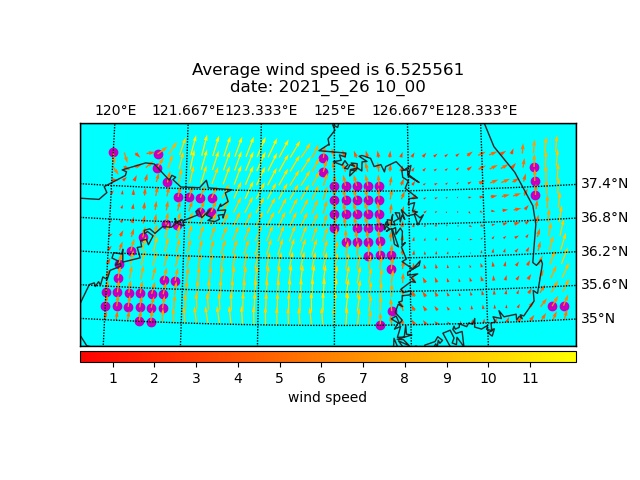 Average wind speed is 6.525561
date: 2021_5_26 10_00
120°E 121.667°E 123.333°E 125°E 126.667°E 128.333°E
37.4°N
36.8°N
36.2°N
35.6°N
35°N
1 2 3 4 5 6 7 8 9 10 11
wind speed